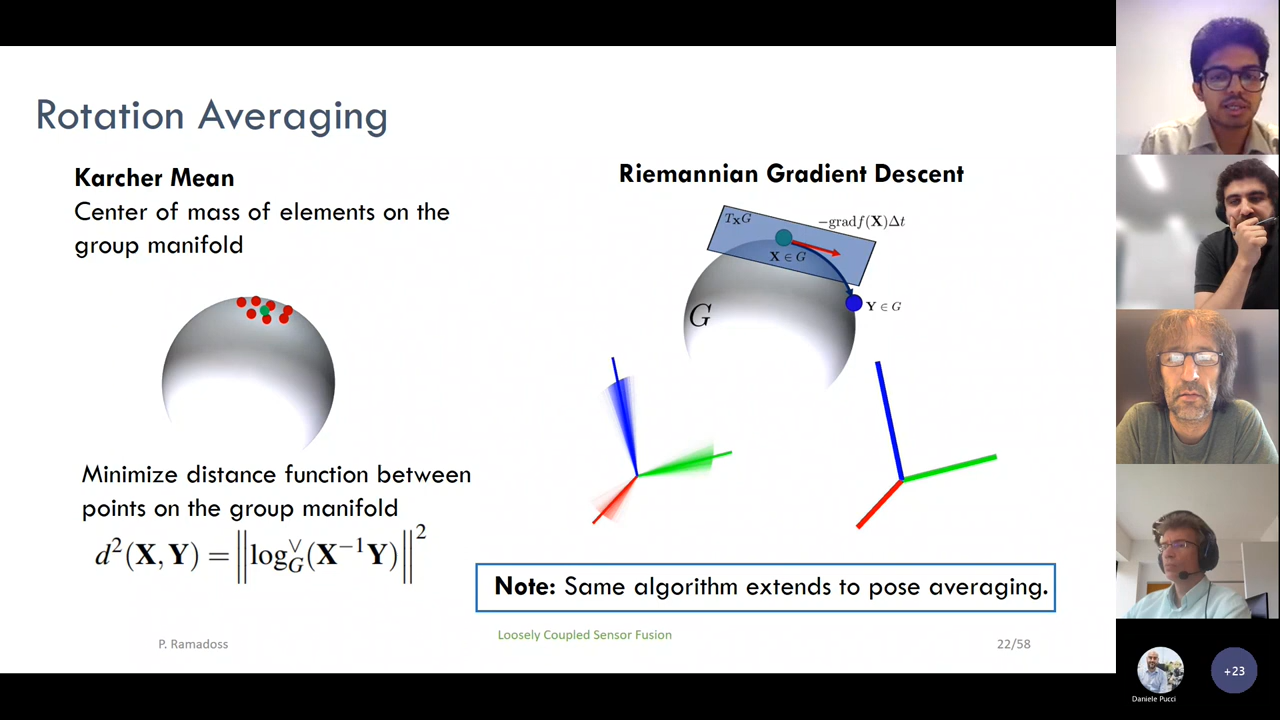 Rotation Averaging
Karcher Mean
Center of mass of elements on the
group manifold
Minimize distance function between
points on the group manifold
d²(X, Y) = ‖log_G^∨(X⁻¹Y)‖²
Riemannian Gradient Descent
T_X G
−grad f(X)Δt
X ∈ G
G
Y ∈ G
Note: Same algorithm extends to pose averaging.
P. Ramadoss
Loosely Coupled Sensor Fusion
22/58
Daniele Pucci
+23